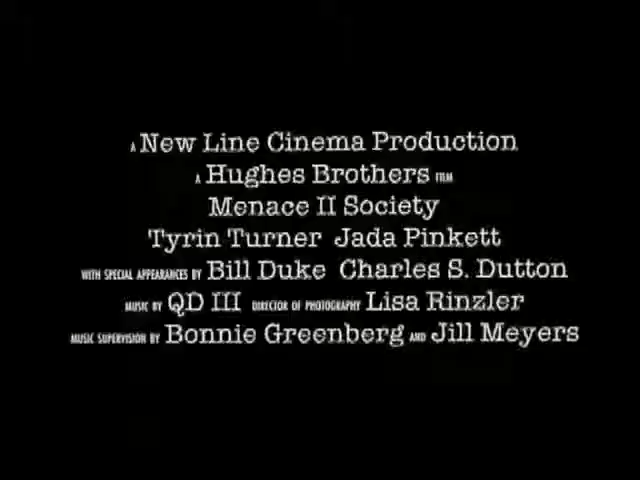 A New Line Cinema Production
A Hughes Brothers FILM
Menace II Society
Tyrin Turner Jada Pinkett
WITH SPECIAL APPEARANCES BY Bill Duke Charles S. Dutton
MUSIC BY QD III DIRECTOR OF PHOTOGRAPHY Lisa Rinzler
MUSIC SUPERVISION BY Bonnie Greenberg AND Jill Meyers